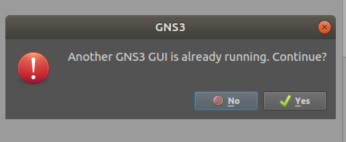 GNS3
Another GNS3 GUI is already running. Continue?
No
Yes